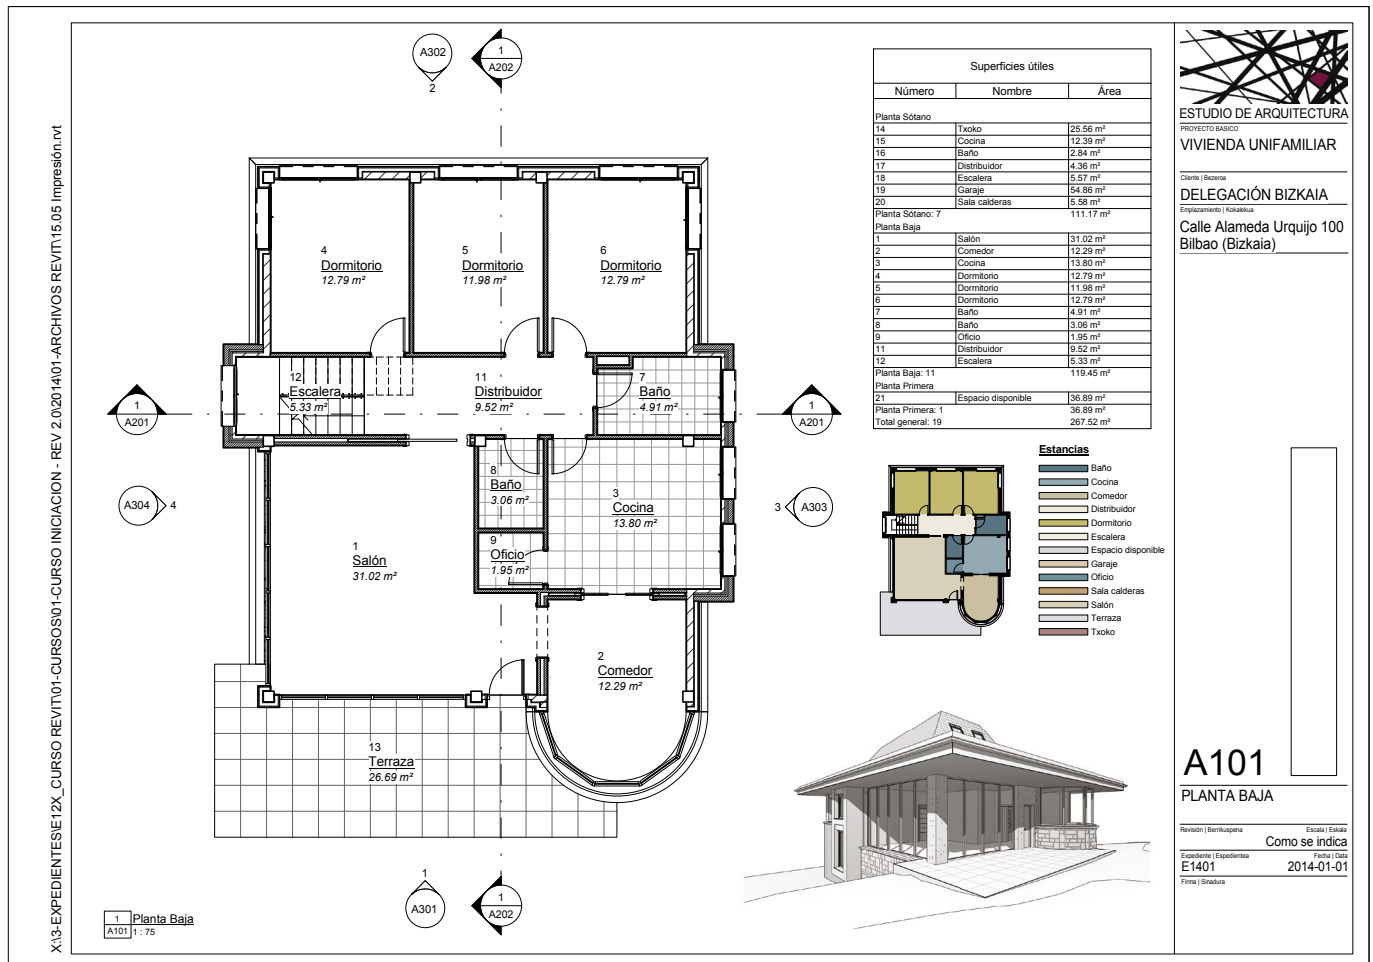 X:\3-EXPEDIENTES\E12X_CURSO REVIT\01-CURSOS\01-CURSO INICIACION - REV 2.0\2014\01-ARCHIVOS REVIT\15.05 Impresión.rvt
A302
2
1
A202
4
Dormitorio
12.79 m²
5
Dormitorio
11.98 m²
6
Dormitorio
12.79 m²
12
Escalera
5.33 m²
11
Distribuidor
9.52 m²
7
Baño
4.91 m²
1
A201
1
A201
8
Baño
3.06 m²
3
Cocina
13.80 m²
A304
4
3
A303
9
Oficio
1.95 m²
1
Salón
31.02 m²
2
Comedor
12.29 m²
13
Terraza
26.69 m²
1
A301
1
A202
1
A101
Planta Baja
1 : 75
Superficies útiles
Número Nombre Área
Planta Sótano
14 Txoko 25.56 m²
15 Cocina 12.39 m²
16 Baño 2.84 m²
17 Distribuidor 4.36 m²
18 Escalera 5.57 m²
19 Garaje 54.86 m²
20 Sala calderas 5.58 m²
Planta Sótano: 7 111.17 m²
Planta Baja
1 Salón 31.02 m²
2 Comedor 12.29 m²
3 Cocina 13.80 m²
4 Dormitorio 12.79 m²
5 Dormitorio 11.98 m²
6 Dormitorio 12.79 m²
7 Baño 4.91 m²
8 Baño 3.06 m²
9 Oficio 1.95 m²
11 Distribuidor 9.52 m²
12 Escalera 5.33 m²
Planta Baja: 11 119.45 m²
Planta Primera
21 Espacio disponible 36.89 m²
Planta Primera: 1 36.89 m²
Total general: 19 267.52 m²
Estancias
Baño
Cocina
Comedor
Distribuidor
Dormitorio
Escalera
Espacio disponible
Garaje
Oficio
Sala calderas
Salón
Terraza
Txoko
ESTUDIO DE ARQUITECTURA
PROYECTO BASICO
VIVIENDA UNIFAMILIAR
Cliente | Bezeroa
DELEGACIÓN BIZKAIA
Emplazamiento | Kokalekua
Calle Alameda Urquijo 100
Bilbao (Bizkaia)
A101
PLANTA BAJA
Revisión | Berrikuspena Escala | Eskala
Como se indica
Expediente | Espedientea Fecha | Data
E1401 2014-01-01
Firma | Sinadura